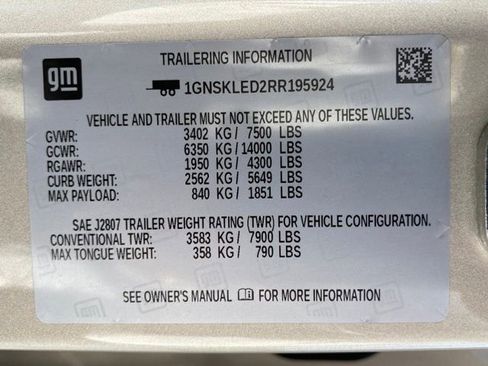 gm
TRAILERING INFORMATION
1GNSKLED2RR195924
VEHICLE AND TRAILER MUST NOT EXCEED ANY OF THESE VALUES.
GVWR: 3402 KG/ 7500 LBS
GCWR: 6350 KG/ 14000 LBS
RGAWR: 1950 KG/ 4300 LBS
CURB WEIGHT: 2562 KG/ 5649 LBS
MAX PAYLOAD: 840 KG/ 1851 LBS
SAE J2807 TRAILER WEIGHT RATING (TWR) FOR VEHICLE CONFIGURATION.
CONVENTIONAL TWR: 3583 KG/ 7900 LBS
MAX TONGUE WEIGHT: 358 KG/ 790 LBS
SEE OWNER'S MANUAL FOR MORE INFORMATION